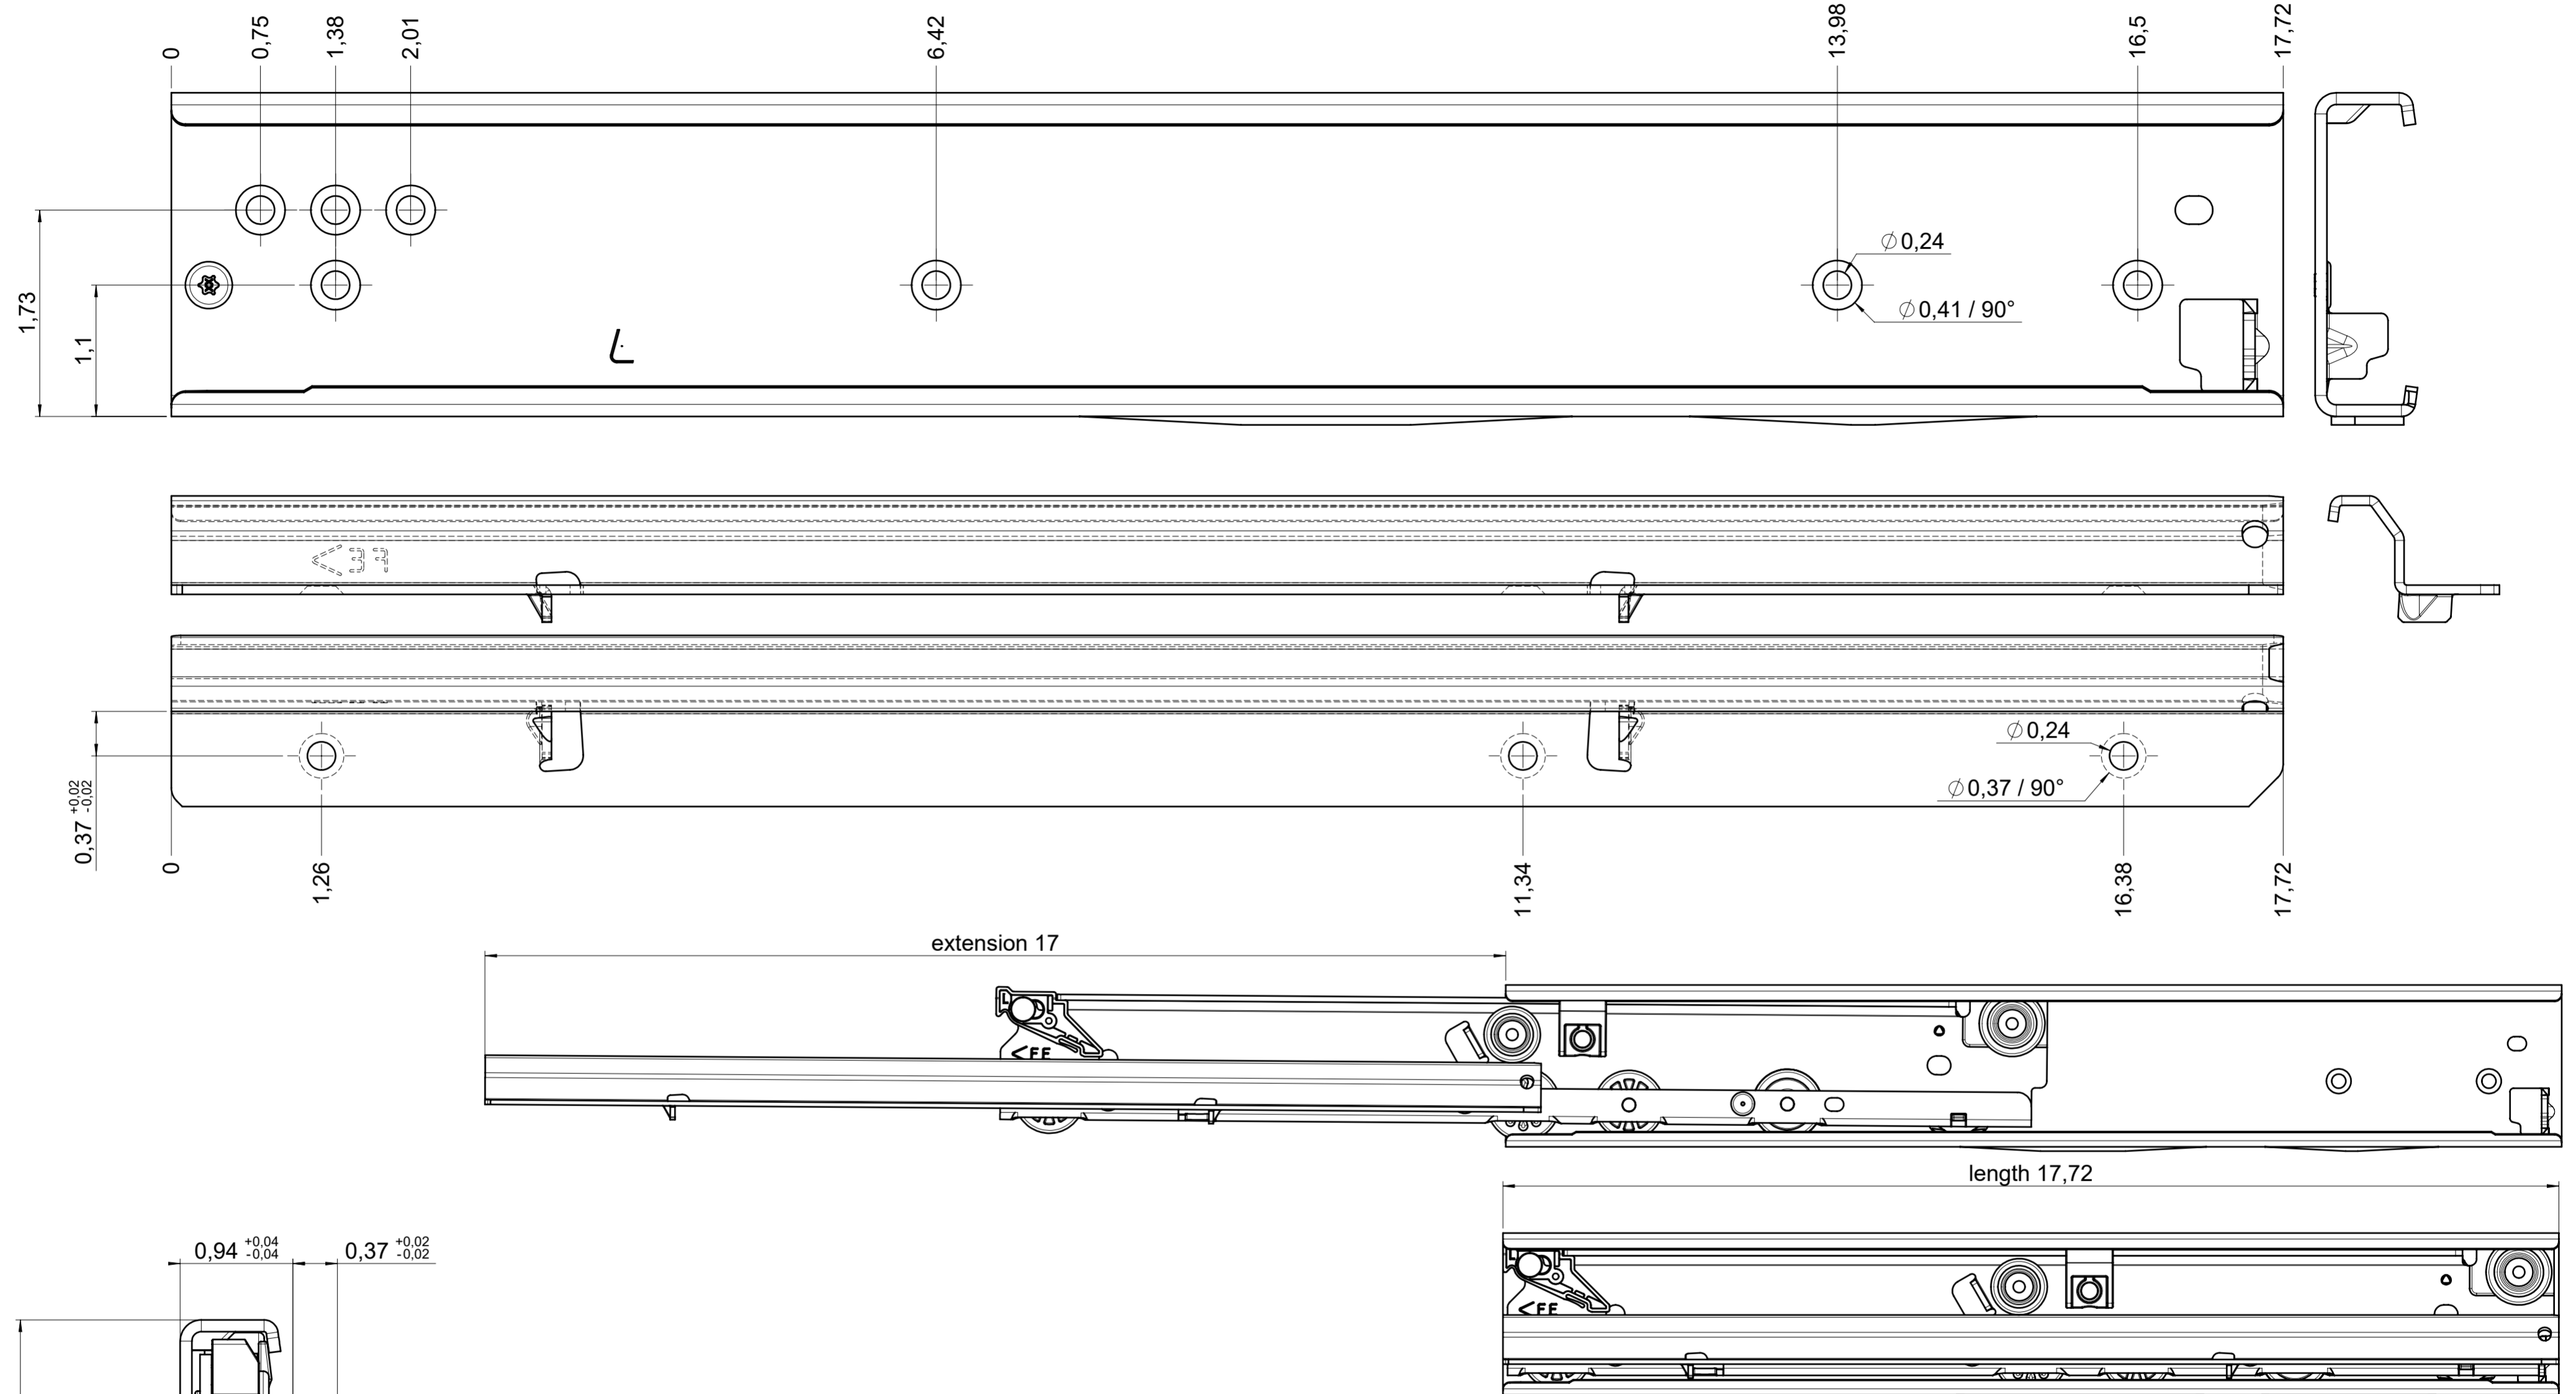 0
0,75
1,38
2,01
6,42
13,98
16,5
17,72
∅0,24
∅0,41 / 90°
1,73
1,1
L
FE
∅0,24
∅0,37 / 90°
0,37 +0,02 -0,02
0
1,26
11,34
16,38
17,72
extension 17
L
<FE
length 17,72
0,94 +0,04 -0,04
0,37 +0,02 -0,02
L
<FE